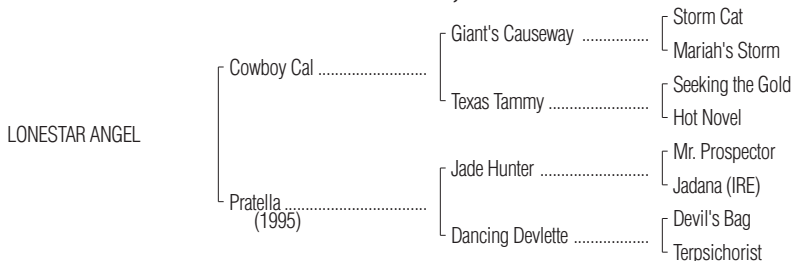 Storm Cat
Giant's Causeway ................
Mariah's Storm
Cowboy Cal ..........................
Seeking the Gold
Texas Tammy ........................
Hot Novel
LONESTAR ANGEL
Mr. Prospector
Jade Hunter ..........................
Jadana (IRE)
Pratella ..................................
(1995)
Devil's Bag
Dancing Devlette ..................
Terpsichorist